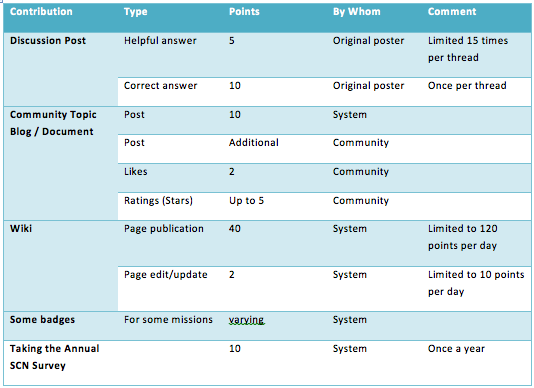 Contribution Type Points By Whom Comment
Discussion Post Helpful answer 5 Original poster Limited 15 times
per thread
Correct answer 10 Original poster Once per thread
Community Topic Post 10 System
Blog / Document
Post Additional Community
Likes 2 Community
Ratings (Stars) Up to 5 Community
Wiki Page publication 40 System Limited to 120
points per day
Page edit/update 2 System Limited to 10 points
per day
Some badges For some missions varying System
Taking the Annual 10 System Once a year
SCN Survey